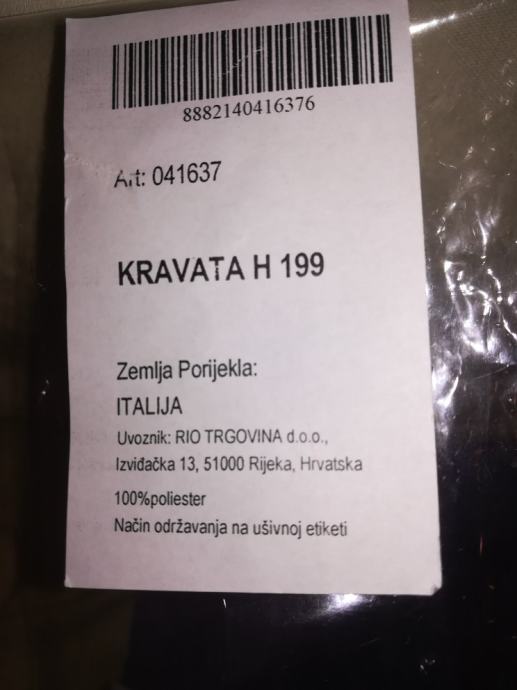 8882140416376
Art: 041637
KRAVATA H 199
Zemlja Porijekla:
ITALIJA
Uvoznik: RIO TRGOVINA d.o.o.,
Izviđačka 13, 51000 Rijeka, Hrvatska
100%poliester
Način održavanja na ušivnoj etiketi